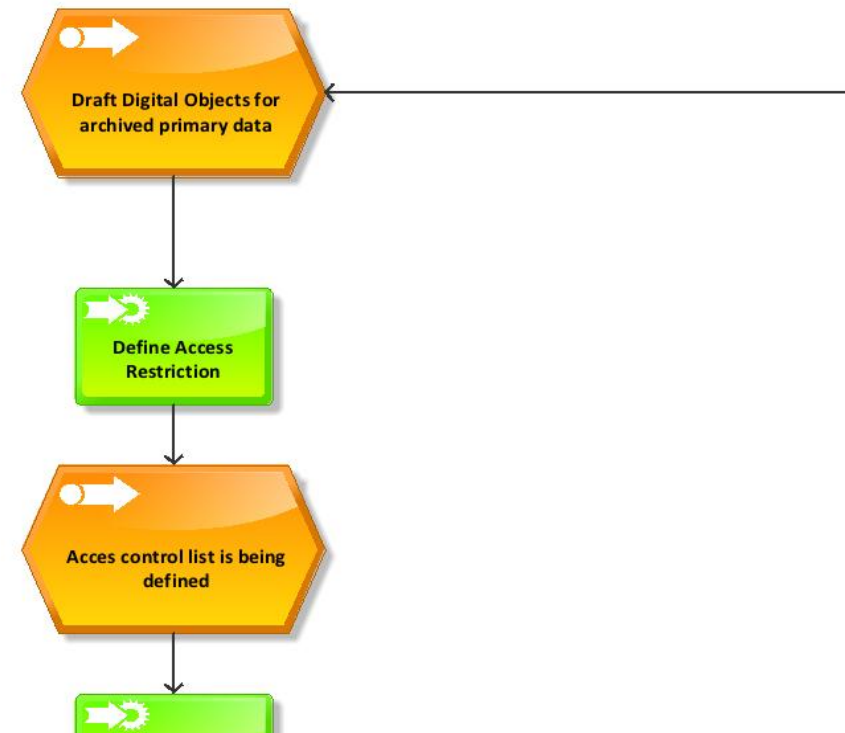 Draft Digital Objects for
archived primary data
Define Access
Restriction
Acces control list is being
defined